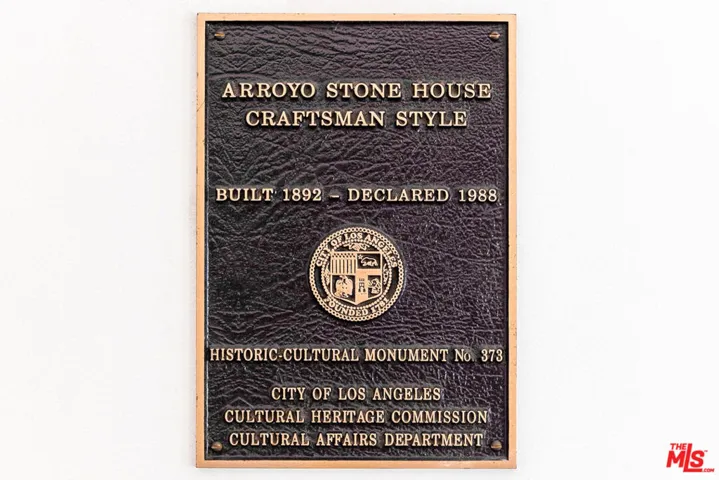 ARROYO STONE HOUSE
CRAFTSMAN STYLE
BUILT 1892 – DECLARED 1988
CITY OF LOS ANGELES
FOUNDED 1781
HISTORIC-CULTURAL MONUMENT No. 373
CITY OF LOS ANGELES
CULTURAL HERITAGE COMMISSION
CULTURAL AFFAIRS DEPARTMENT
THE
MLS
.COM